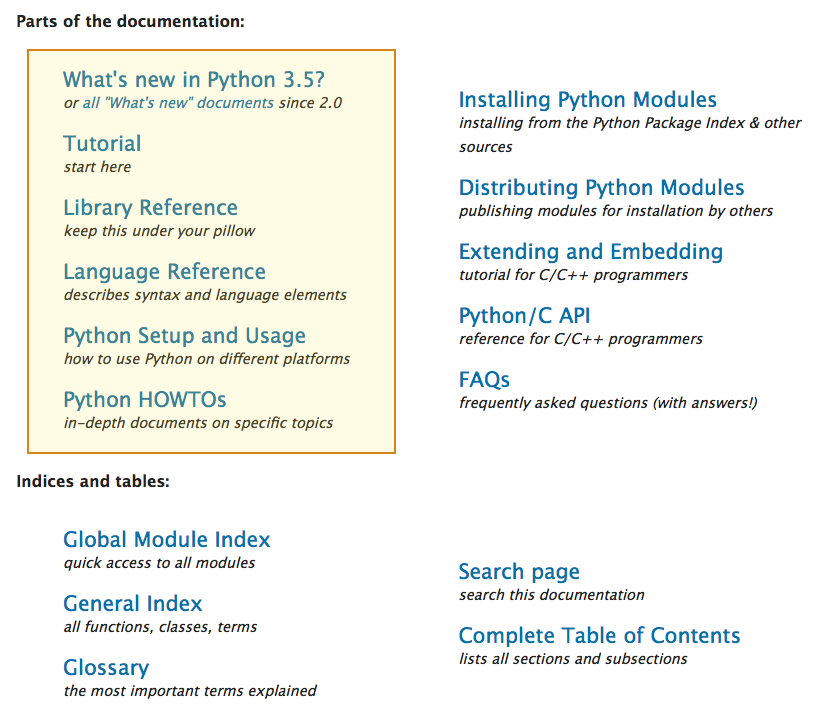 Parts of the documentation:
What's new in Python 3.5?
or all "What's new" documents since 2.0
Tutorial
start here
Library Reference
keep this under your pillow
Language Reference
describes syntax and language elements
Python Setup and Usage
how to use Python on different platforms
Python HOWTOs
in-depth documents on specific topics
Installing Python Modules
installing from the Python Package Index & other
sources
Distributing Python Modules
publishing modules for installation by others
Extending and Embedding
tutorial for C/C++ programmers
Python/C API
reference for C/C++ programmers
FAQs
frequently asked questions (with answers!)
Indices and tables:
Global Module Index
quick access to all modules
General Index
all functions, classes, terms
Glossary
the most important terms explained
Search page
search this documentation
Complete Table of Contents
lists all sections and subsections